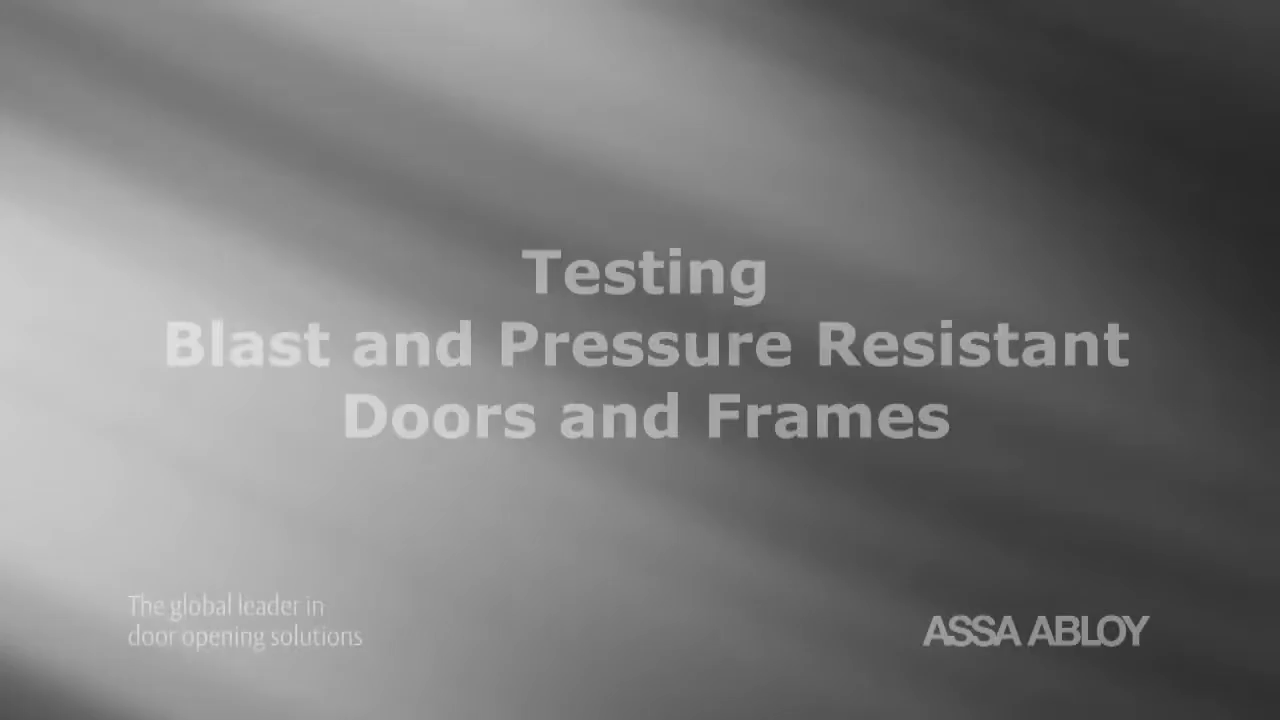 Testing
Blast and Pressure Resistant
Doors and Frames
The global leader in
door opening solutions
ASSA ABLOY